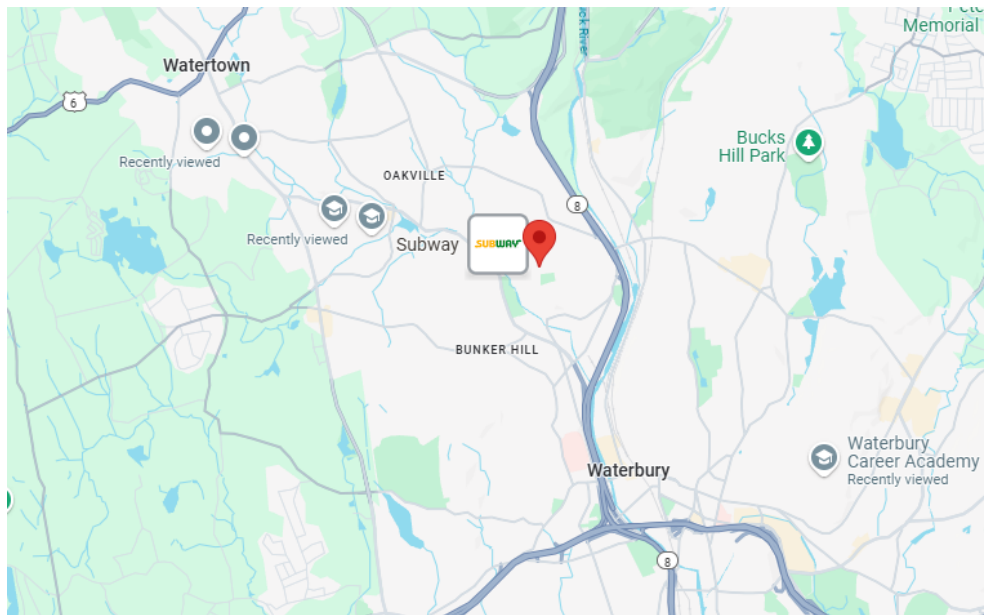 Pete
Memorial
Watertown
6
Bucks
Hill Park
Recently viewed
OAKVILLE
8
Recently viewed
Subway
SUBWAY
BUNKER HILL
Waterbury
Career Academy
Recently viewed
Waterbury
8